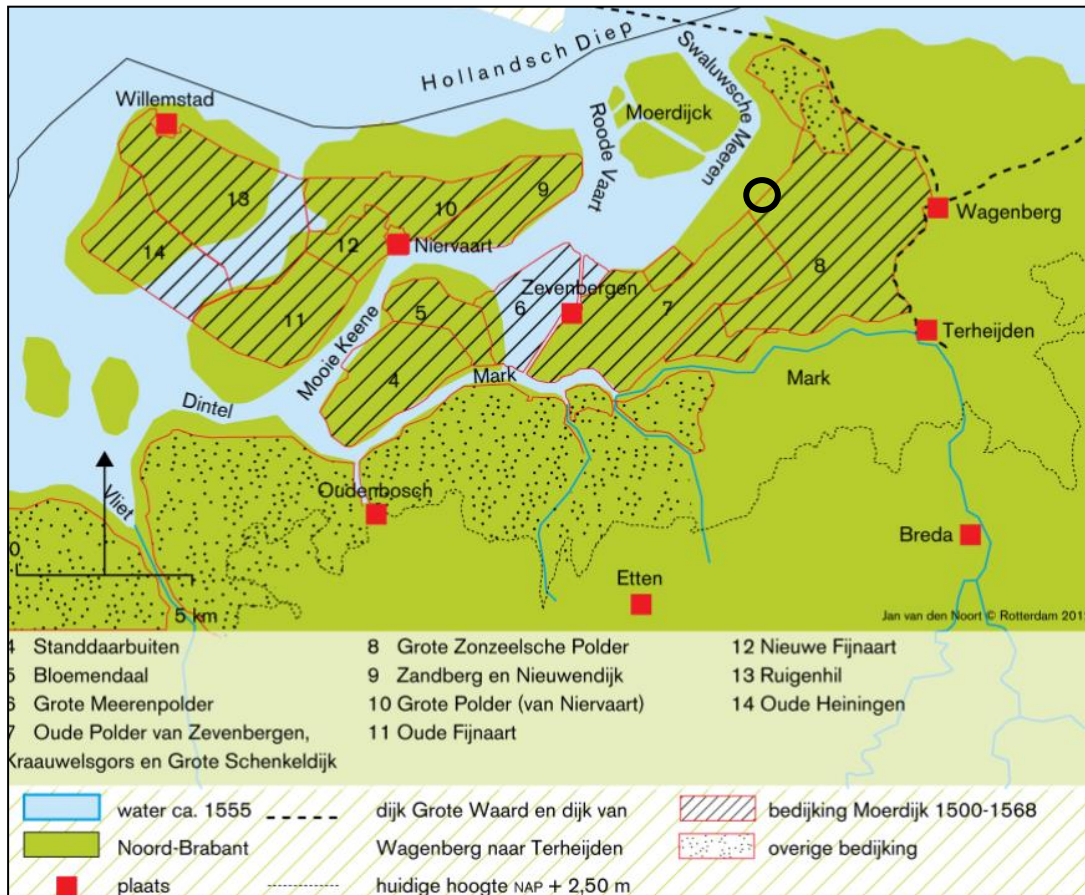 Hollandsch Diep
Willemstad
Swaluwsche Meeren
Moerdijck
Roode Vaart
13
10
9
Wagenberg
12
Niervaart
14
8
Zevenbergen
5
6
7
11
Terheijden
Mooie Keene
4
Mark
Mark
Dintel
Vliet
Oudenbosch
Breda
0
Etten
5 km
Jan van den Noort © Rotterdam 201
4 Standdaarbuiten
5 Bloemendaal
6 Grote Meerenpolder
7 Oude Polder van Zevenbergen,
Kraauwelsgors en Grote Schenkeldijk
8 Grote Zonzeelsche Polder
9 Zandberg en Nieuwendijk
10 Grote Polder (van Niervaart)
11 Oude Fijnaart
12 Nieuwe Fijnaart
13 Ruigenhil
14 Oude Heiningen
water ca. 1555
Noord-Brabant
plaats
dijk Grote Waard en dijk van
Wagenberg naar Terheijden
huidige hoogte NAP + 2,50 m
bedijking Moerdijk 1500-1568
overige bedijking